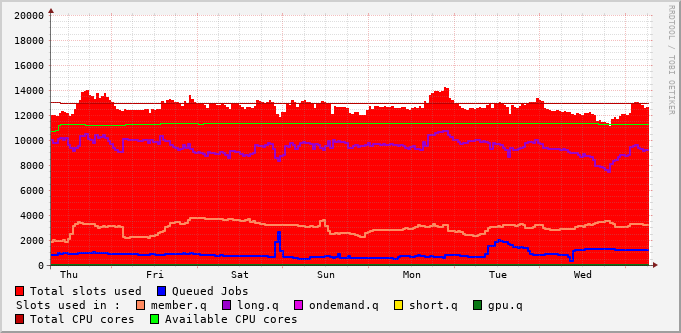 20000
18000
16000
14000
12000
10000
8000
6000
4000
2000
0
Thu Fri Sat Sun Mon Tue Wed
Total slots used Queued Jobs
Slots used in : member.q long.q ondemand.q short.q gpu.q
Total CPU cores Available CPU cores
RRDTOOL / TOBI OETIKER